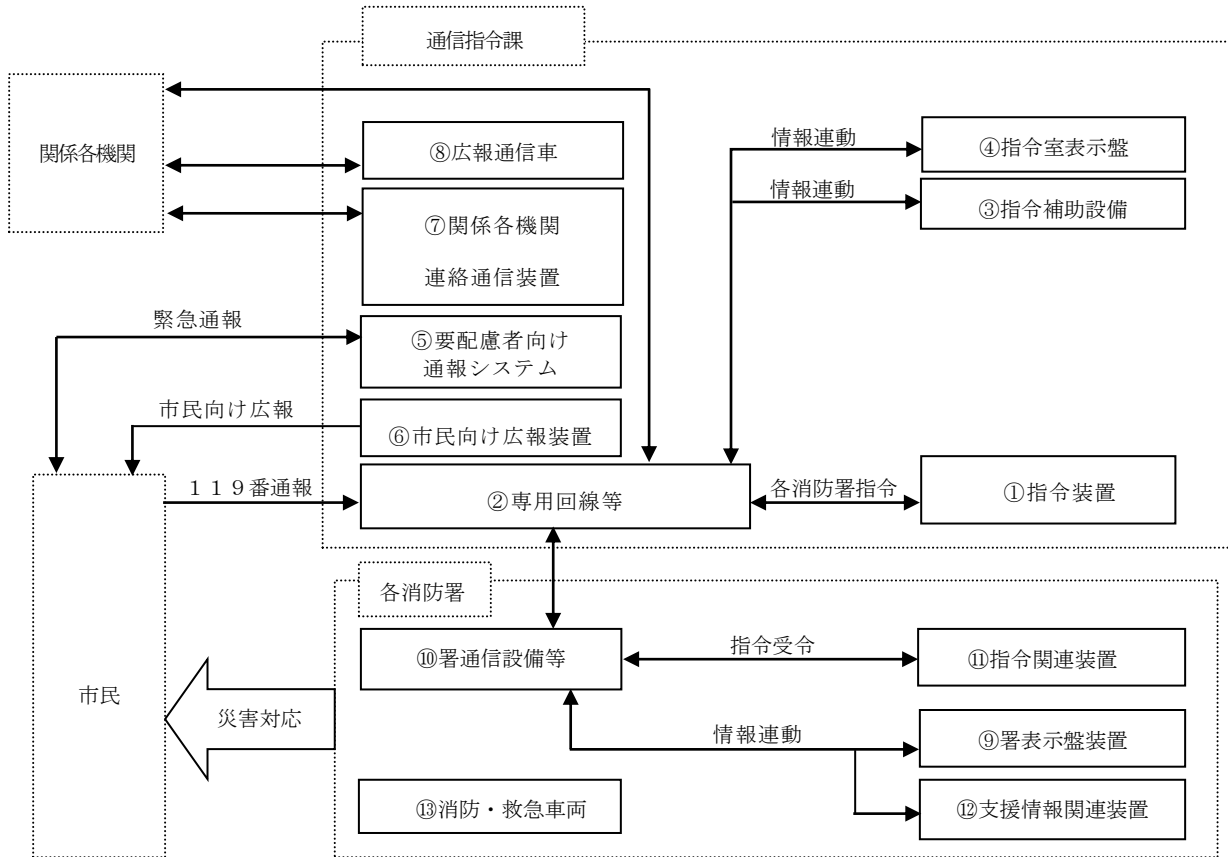 通信指令課
関係各機関
⑧広報通信車
情報連動
④指令室表示盤
情報連動
③指令補助設備
⑦関係各機関
連絡通信装置
緊急通報
⑤要配慮者向け
通報システム
市民向け広報
⑥市民向け広報装置
１１９番通報
②専用回線等
各消防署指令
①指令装置
各消防署
⑩署通信設備等
指令受令
⑪指令関連装置
市民
災害対応
情報連動
⑨署表示盤装置
⑬消防・救急車両
⑫支援情報関連装置